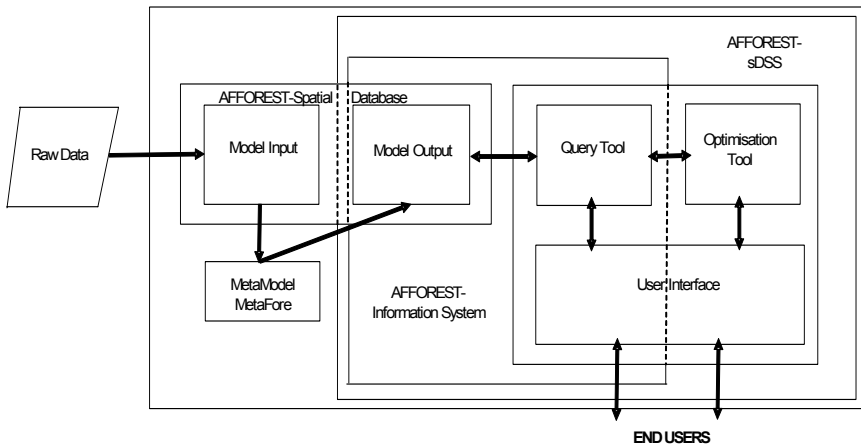 AFFOREST-
sDSS
AFFOREST-Spatial Database
Raw Data
Model Input
Model Output
Query Tool
Optimisation
Tool
MetaModel
MetaFore
AFFOREST-
Information System
User Interface
END USERS